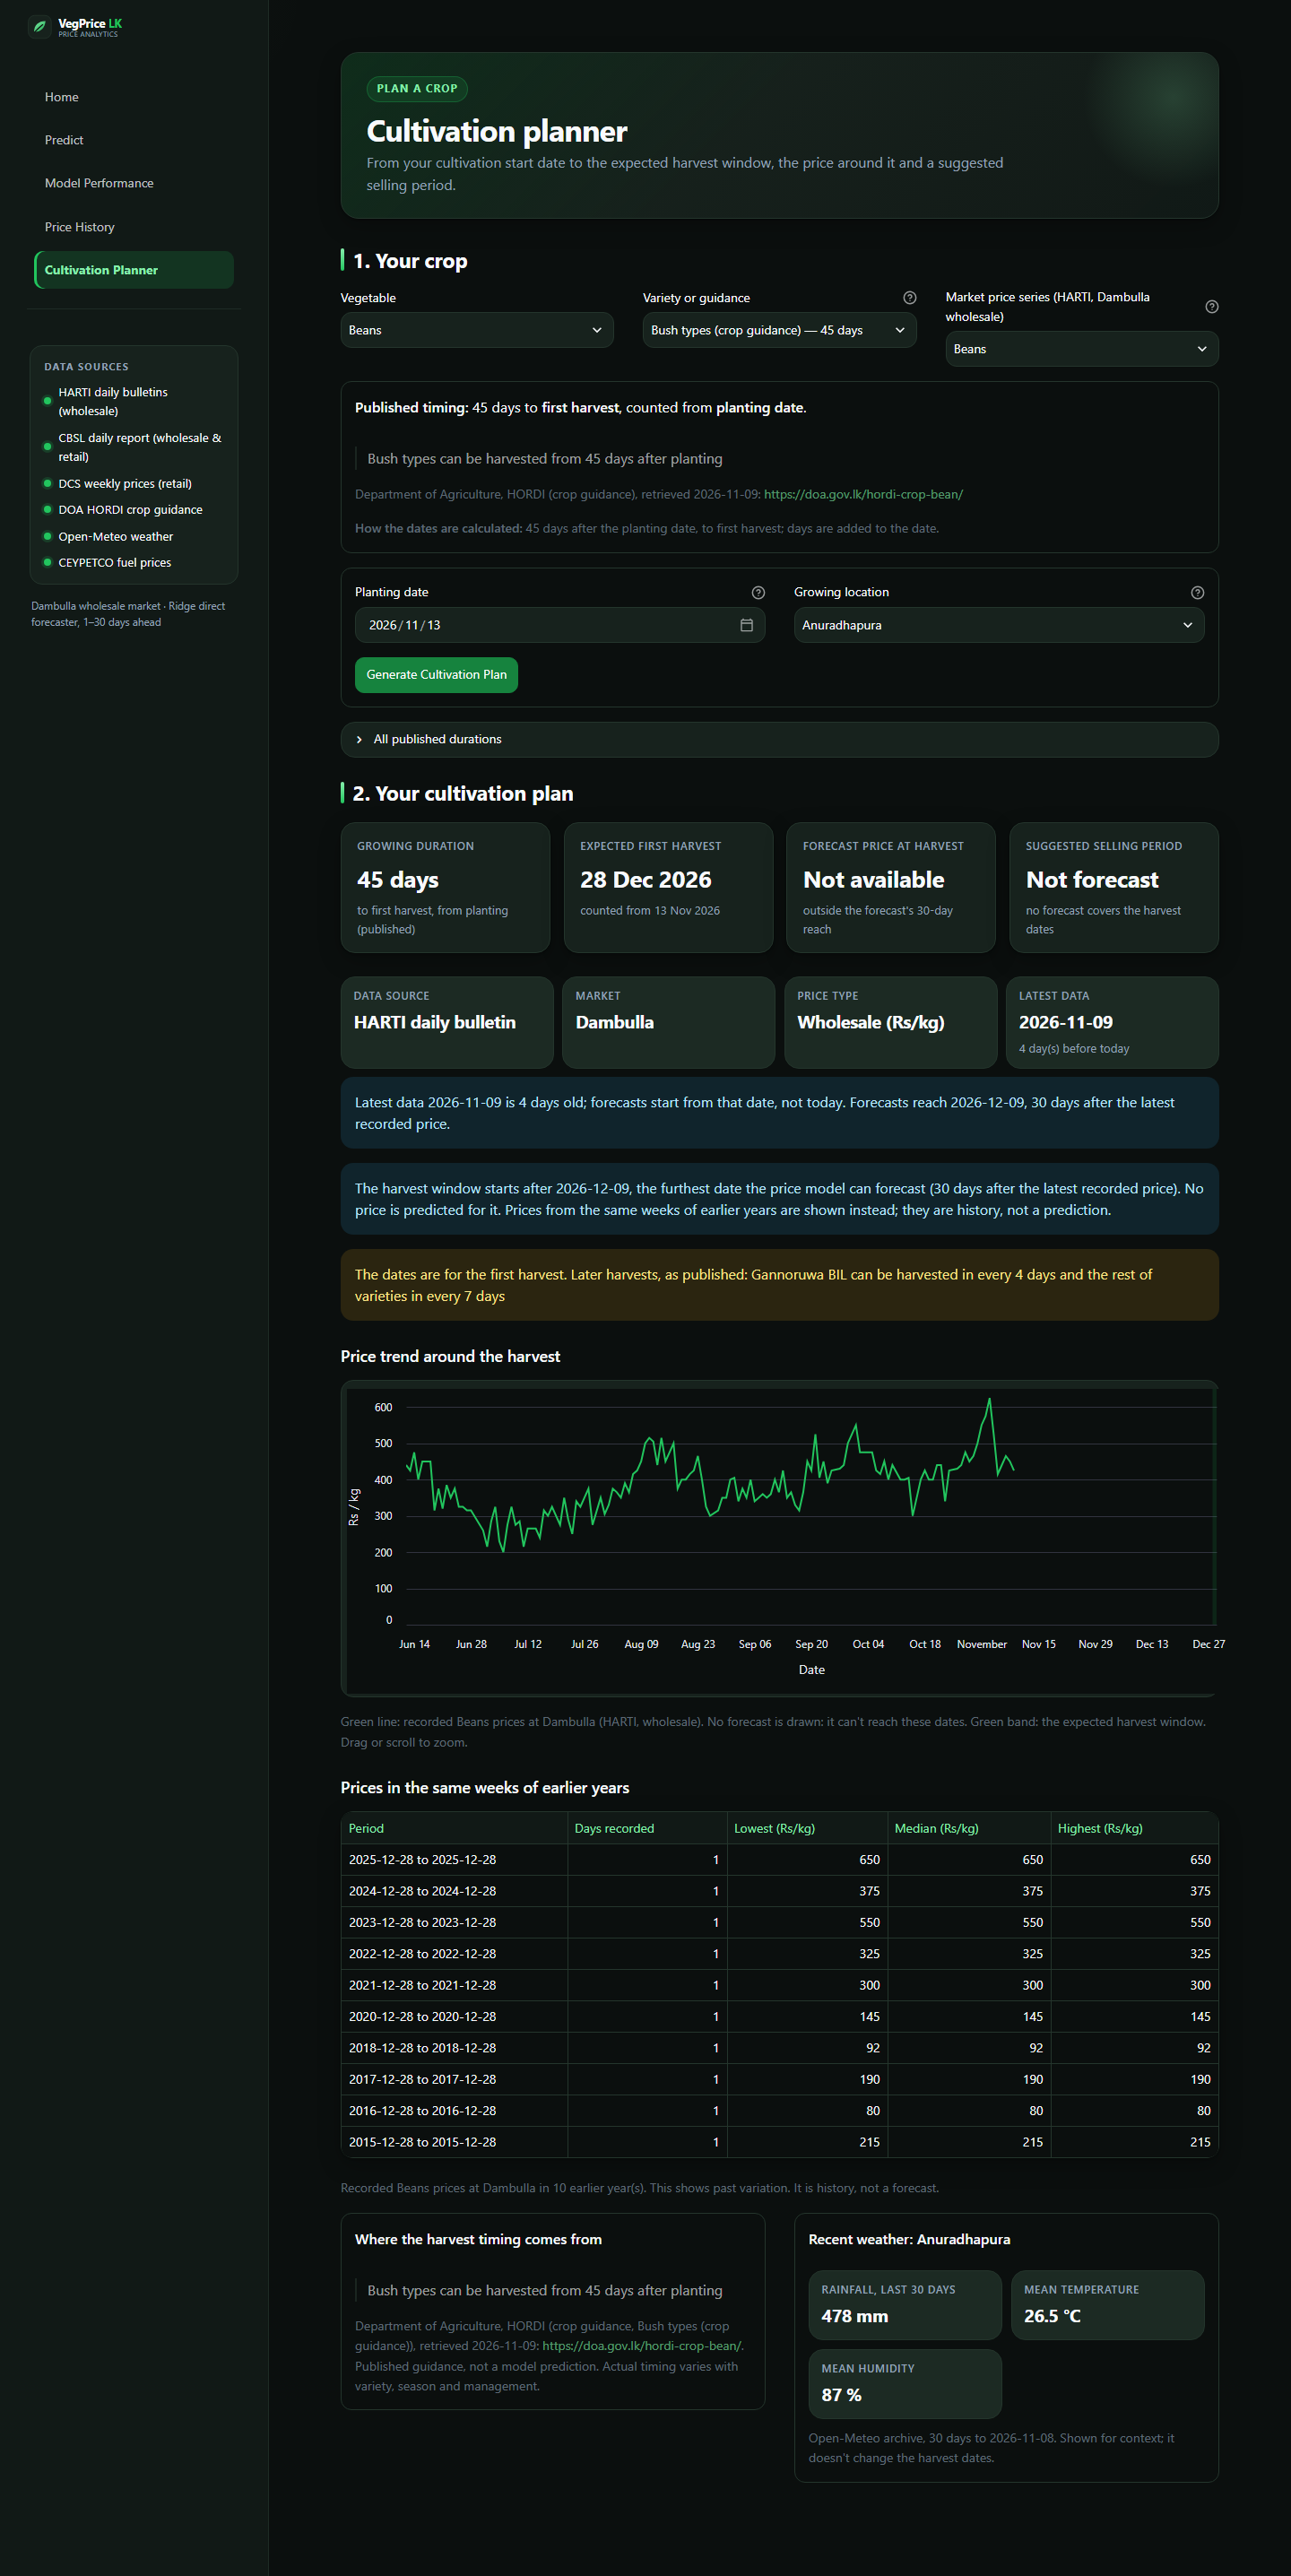 VegPrice LK
PRICE ANALYTICS
Home
Predict
Model Performance
Price History
Cultivation Planner
DATA SOURCES
HARTI daily bulletins
(wholesale)
CBSL daily report (wholesale &
retail)
DCS weekly prices (retail)
DOA HORDI crop guidance
Open-Meteo weather
CEYPETCO fuel prices
Dambulla wholesale market · Ridge direct
forecaster, 1–30 days ahead
PLAN A CROP
Cultivation planner
From your cultivation start date to the expected harvest window, the price around it and a suggested
selling period.
1. Your crop
Vegetable
Beans
Variety or guidance
Bush types (crop guidance) — 45 days
Market price series (HARTI, Dambulla
wholesale)
Beans
Published timing: 45 days to first harvest, counted from planting date.
Bush types can be harvested from 45 days after planting
Department of Agriculture, HORDI (crop guidance), retrieved 2026-11-09: https://doa.gov.lk/hordi-crop-bean/
How the dates are calculated: 45 days after the planting date, to first harvest; days are added to the date.
Planting date
2026/11/13
Growing location
Anuradhapura
Generate Cultivation Plan
All published durations
2. Your cultivation plan
GROWING DURATION
45 days
to first harvest, from planting
(published)
EXPECTED FIRST HARVEST
28 Dec 2026
counted from 13 Nov 2026
FORECAST PRICE AT HARVEST
Not available
outside the forecast's 30-day
reach
SUGGESTED SELLING PERIOD
Not forecast
no forecast covers the harvest
dates
DATA SOURCE
HARTI daily bulletin
MARKET
Dambulla
PRICE TYPE
Wholesale (Rs/kg)
LATEST DATA
2026-11-09
4 day(s) before today
Latest data 2026-11-09 is 4 days old; forecasts start from that date, not today. Forecasts reach 2026-12-09, 30 days after the latest
recorded price.
The harvest window starts after 2026-12-09, the furthest date the price model can forecast (30 days after the latest recorded price). No
price is predicted for it. Prices from the same weeks of earlier years are shown instead; they are history, not a prediction.
The dates are for the first harvest. Later harvests, as published: Gannoruwa BIL can be harvested in every 4 days and the rest of
varieties in every 7 days
Price trend around the harvest
600
500
400
300
200
100
0
Rs / kg
Jun 14 Jun 28 Jul 12 Jul 26 Aug 09 Aug 23 Sep 06 Sep 20 Oct 04 Oct 18 November Nov 15 Nov 29 Dec 13 Dec 27
Date
Green line: recorded Beans prices at Dambulla (HARTI, wholesale). No forecast is drawn: it can't reach these dates. Green band: the expected harvest window.
Drag or scroll to zoom.
Prices in the same weeks of earlier years
Period Days recorded Lowest (Rs/kg) Median (Rs/kg) Highest (Rs/kg)
2025-12-28 to 2025-12-28 1 650 650 650
2024-12-28 to 2024-12-28 1 375 375 375
2023-12-28 to 2023-12-28 1 550 550 550
2022-12-28 to 2022-12-28 1 325 325 325
2021-12-28 to 2021-12-28 1 300 300 300
2020-12-28 to 2020-12-28 1 145 145 145
2018-12-28 to 2018-12-28 1 92 92 92
2017-12-28 to 2017-12-28 1 190 190 190
2016-12-28 to 2016-12-28 1 80 80 80
2015-12-28 to 2015-12-28 1 215 215 215
Recorded Beans prices at Dambulla in 10 earlier year(s). This shows past variation. It is history, not a forecast.
Where the harvest timing comes from
Bush types can be harvested from 45 days after planting
Department of Agriculture, HORDI (crop guidance, Bush types (crop
guidance)), retrieved 2026-11-09: https://doa.gov.lk/hordi-crop-bean/.
Published guidance, not a model prediction. Actual timing varies with
variety, season and management.
Recent weather: Anuradhapura
RAINFALL, LAST 30 DAYS
478 mm
MEAN TEMPERATURE
26.5 °C
MEAN HUMIDITY
87 %
Open-Meteo archive, 30 days to 2026-11-08. Shown for context; it
doesn't change the harvest dates.